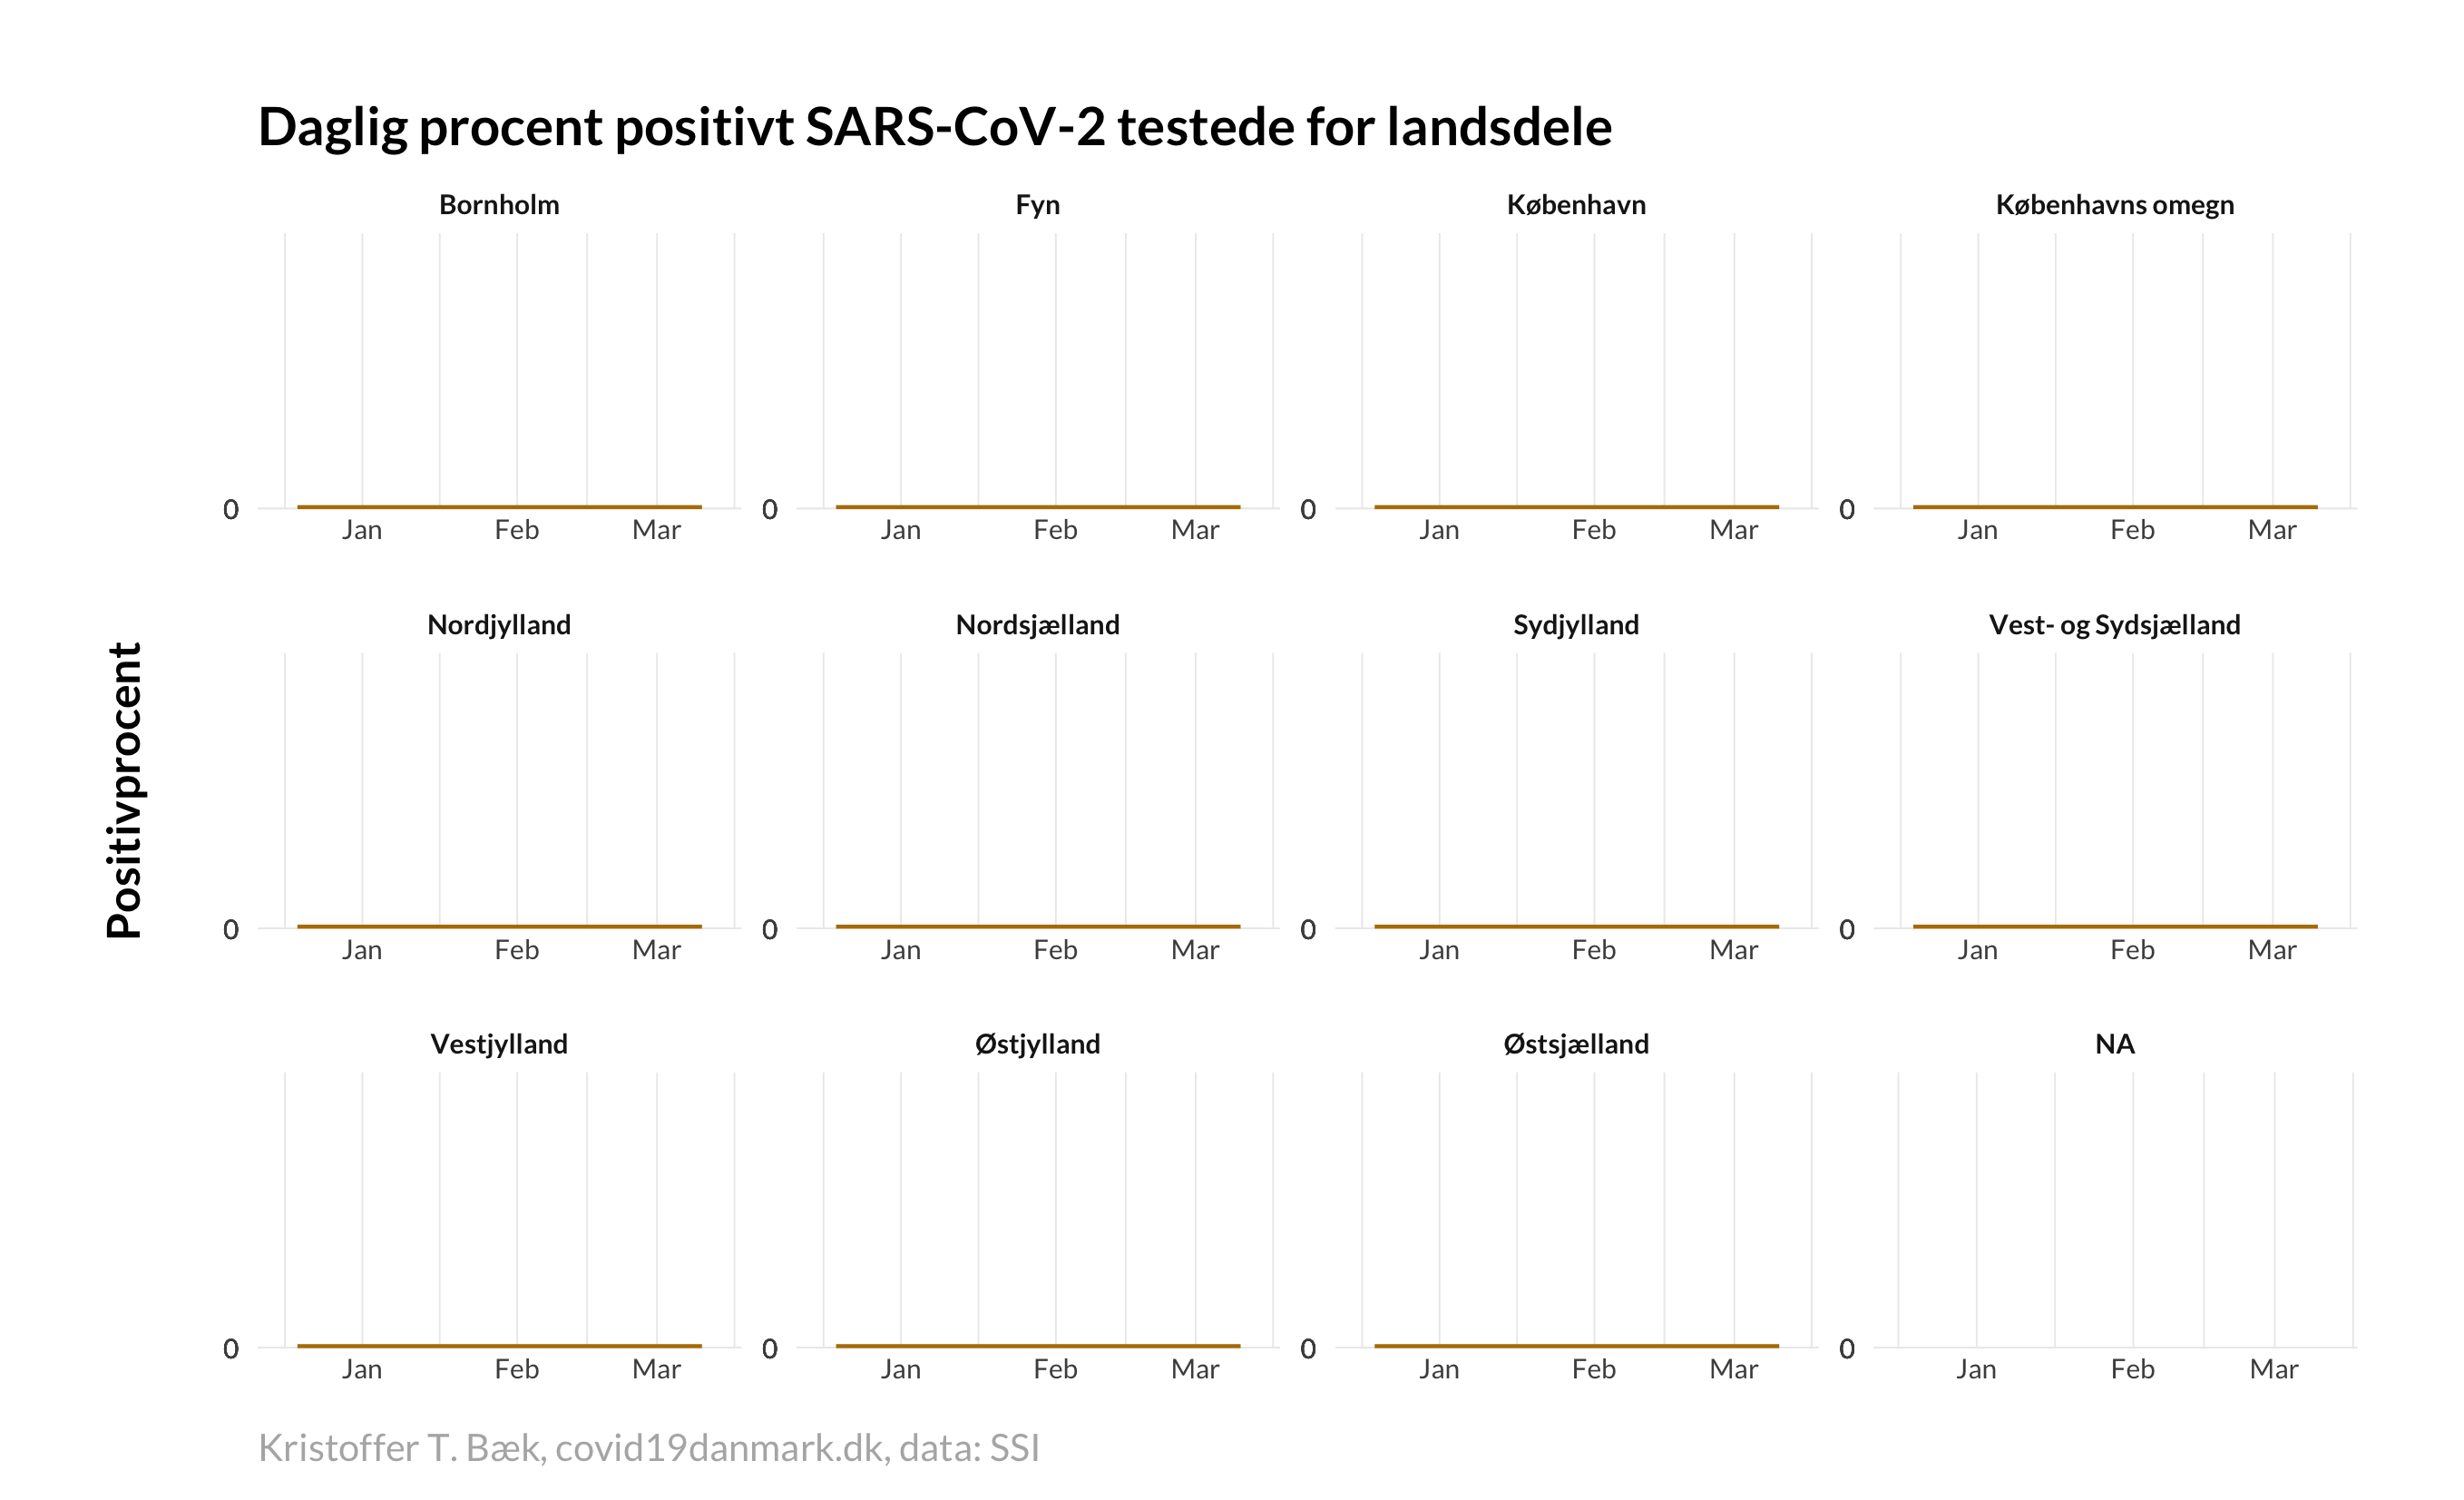 Daglig procent positivt SARS-CoV-2 testede for landsdele
Positivprocent
Bornholm
0
Jan Feb Mar
Fyn
0
Jan Feb Mar
København
0
Jan Feb Mar
Københavns omegn
0
Jan Feb Mar
Nordjylland
0
Jan Feb Mar
Nordsjælland
0
Jan Feb Mar
Sydjylland
0
Jan Feb Mar
Vest- og Sydsjælland
0
Jan Feb Mar
Vestjylland
0
Jan Feb Mar
Østjylland
0
Jan Feb Mar
Østsjælland
0
Jan Feb Mar
NA
0
Jan Feb Mar
Kristoffer T. Bæk, covid19danmark.dk, data: SSI